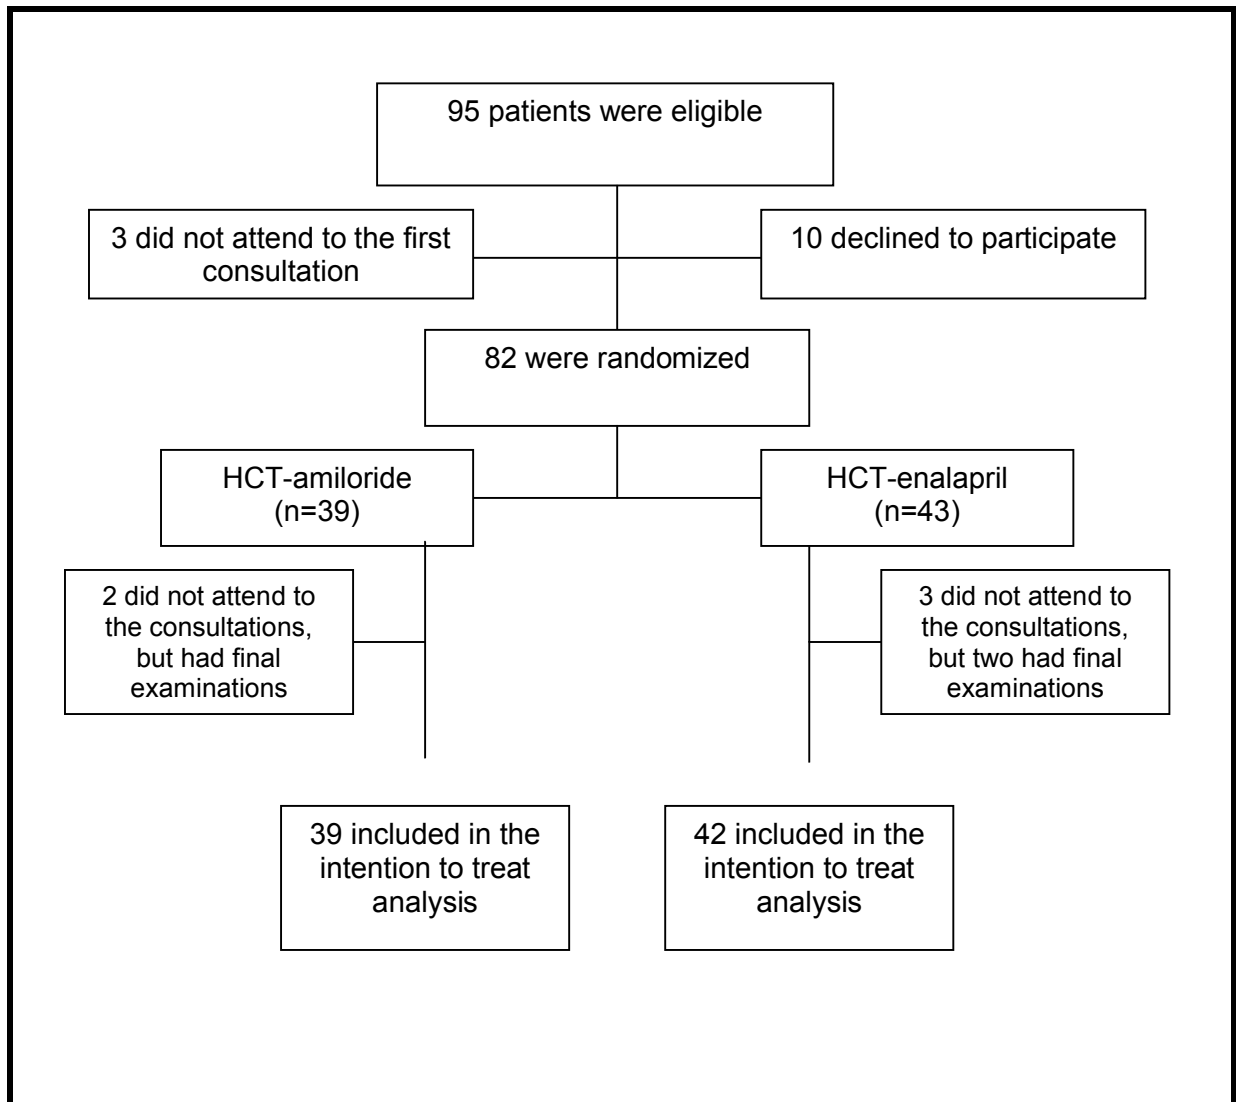 95 patients were eligible
3 did not attend to the first
consultation
10 declined to participate
82 were randomized
HCT-amiloride
(n=39)
HCT-enalapril
(n=43)
2 did not attend to
the consultations,
but had final
examinations
3 did not attend to
the consultations,
but two had final
examinations
39 included in the
intention to treat
analysis
42 included in the
intention to treat
analysis